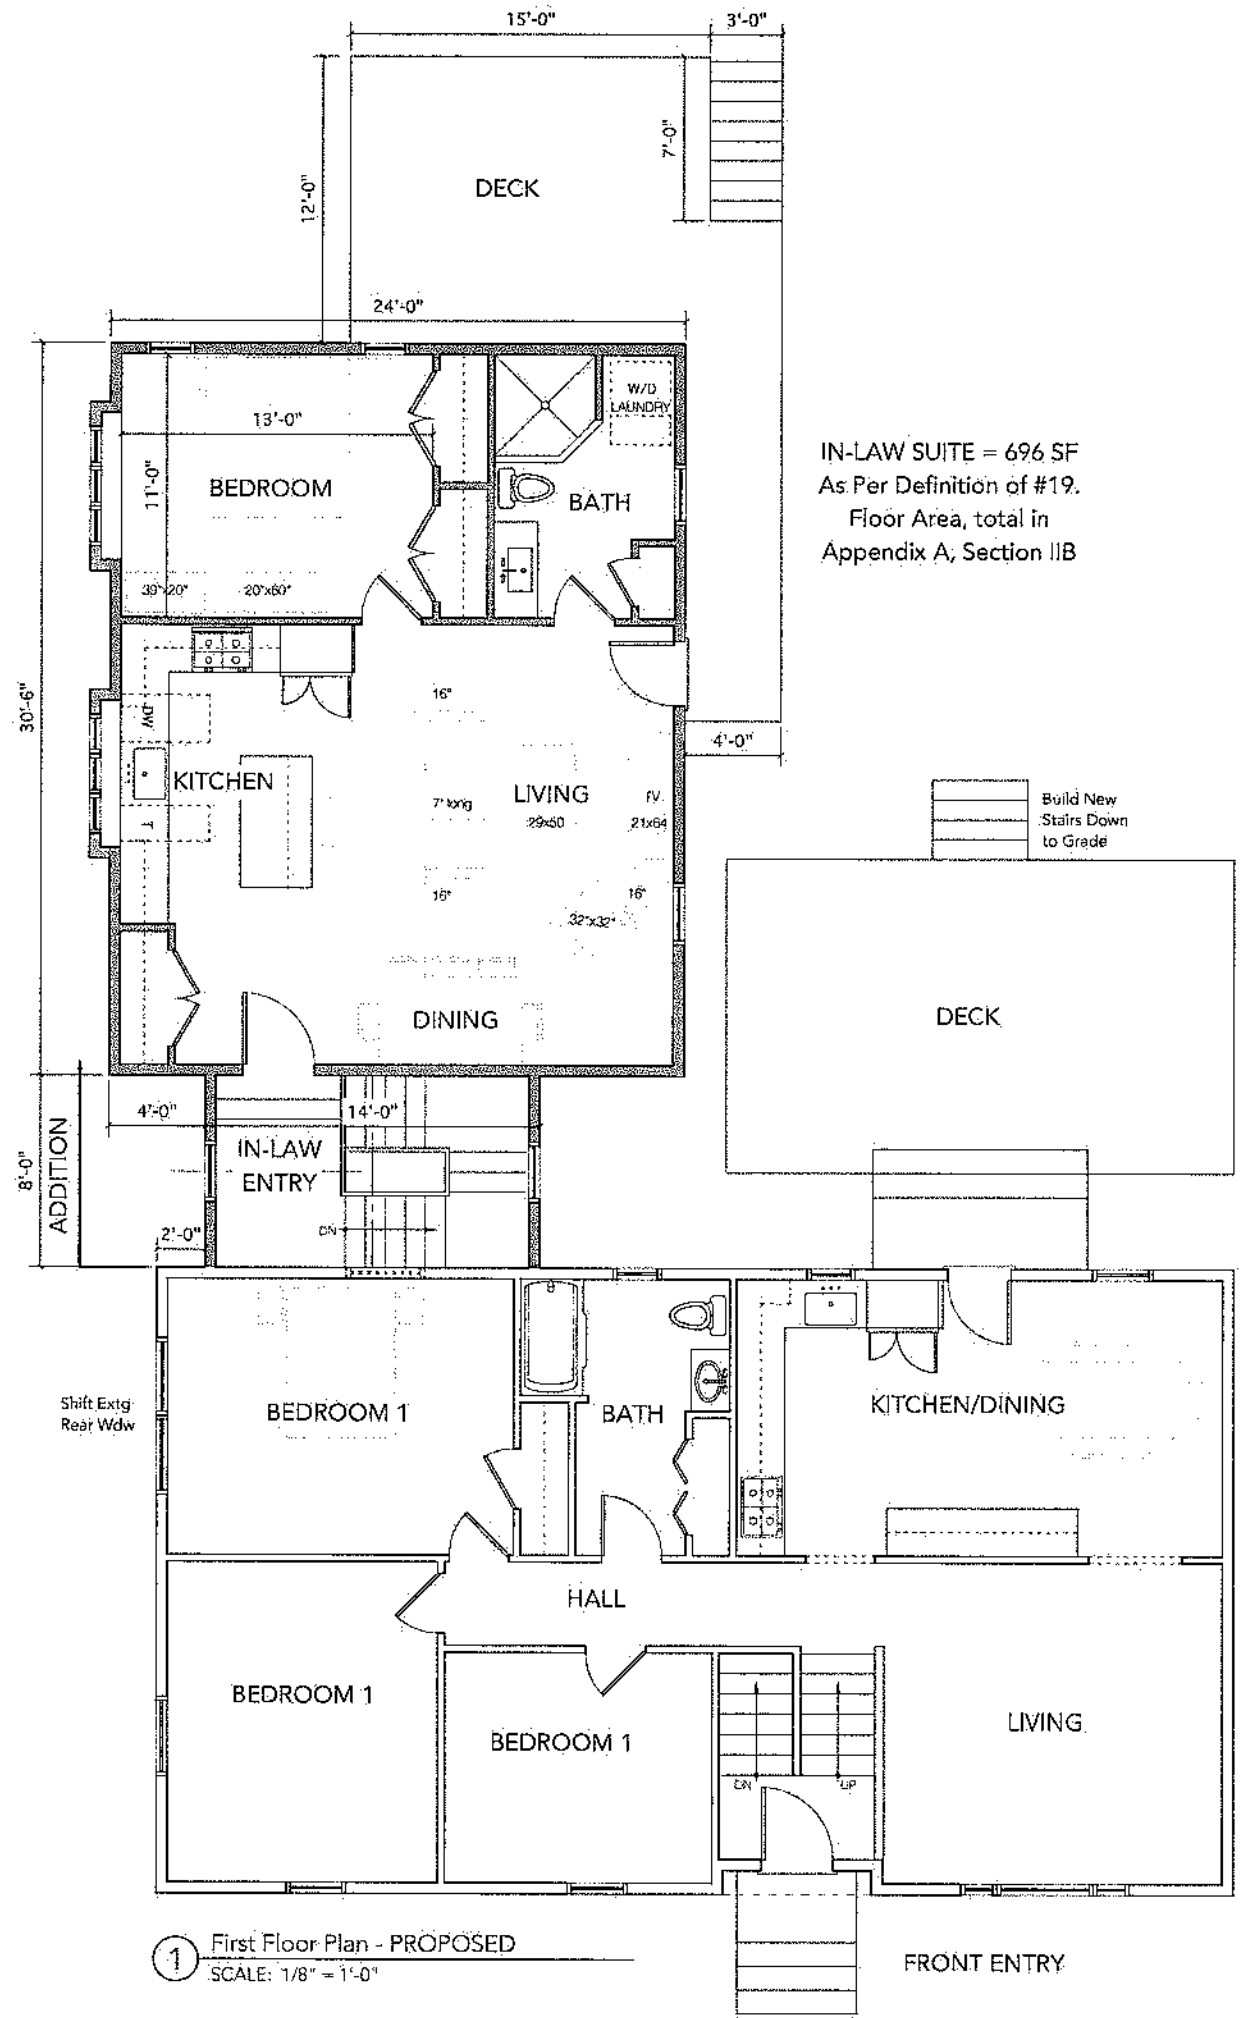 15'-0"
3'-0"
12'-0"
7'-0"
DECK
24'-0"
W/D
LAUNDRY
13'-0"
11'-0"
BEDROOM
BATH
IN-LAW SUITE = 696 SF
As Per Definition of #19.
Floor Area, total in
Appendix A, Section IIB
39"x20"
20"x60"
30'-6"
16"
DW
4'-0"
KITCHEN
LIVING
TV
7' long
29x50
21x64
Build New
Stairs Down
to Grade
16"
16"
32"x32"
DINING
DECK
4'-0"
14'-0"
8'-0"
ADDITION
IN-LAW
ENTRY
2'-0"
DN
Shift Extg
Rear Wdw
BEDROOM 1
BATH
KITCHEN/DINING
HALL
BEDROOM 1
BEDROOM 1
LIVING
DN
UP
1
First Floor Plan - PROPOSED
SCALE: 1/8" = 1'-0"
FRONT ENTRY